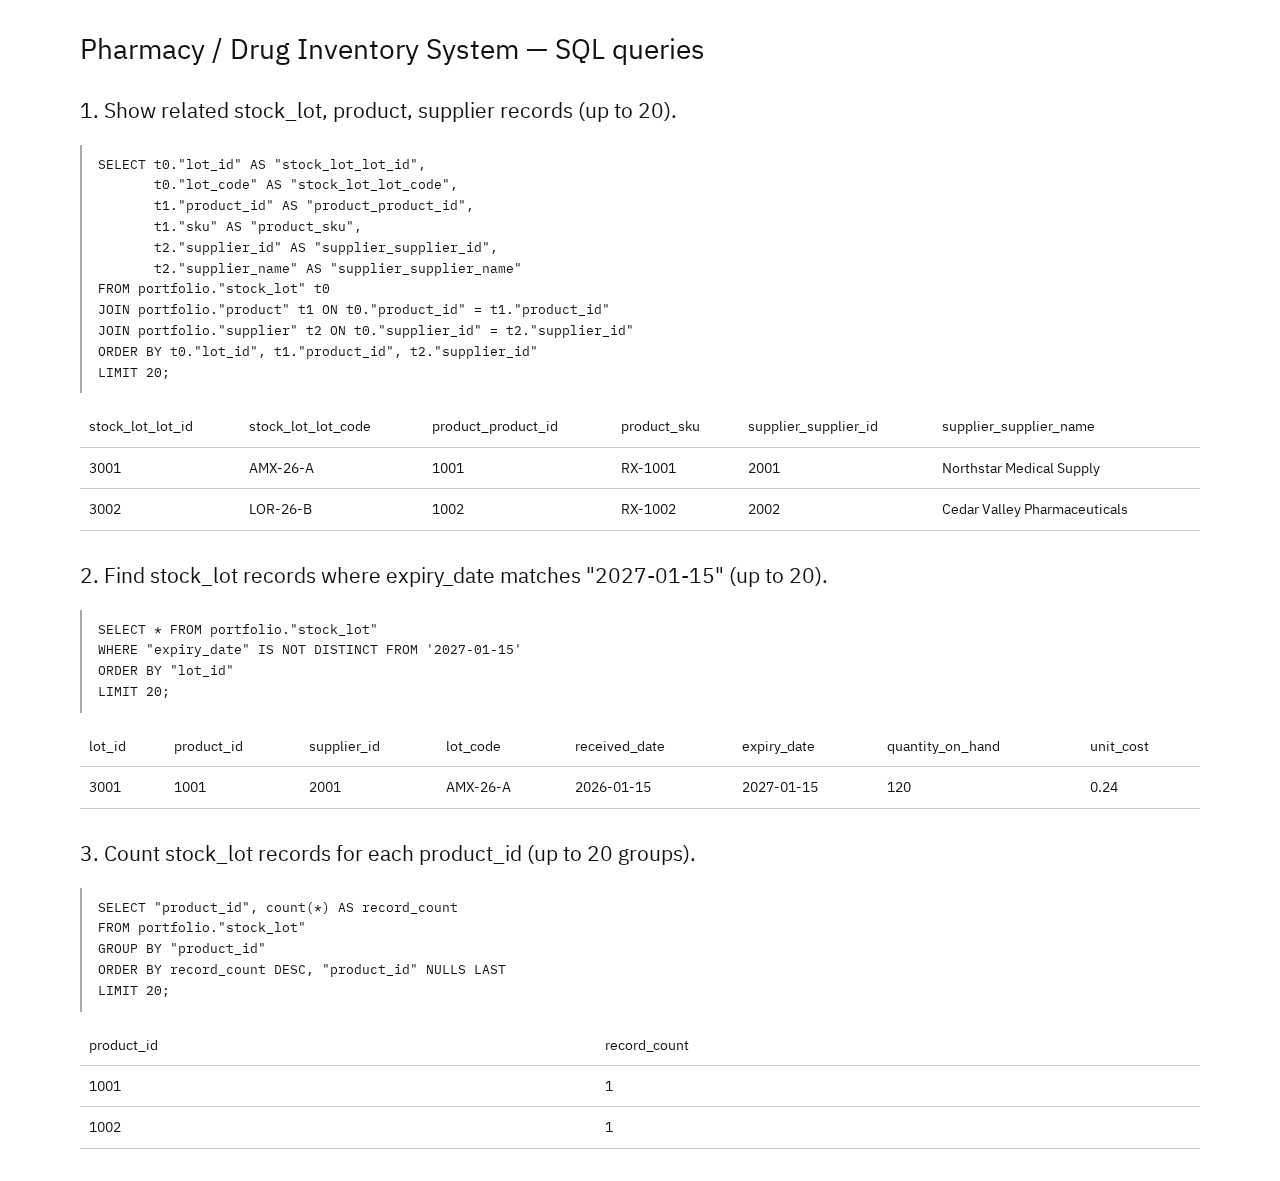 Pharmacy / Drug Inventory System — SQL queries
1. Show related stock_lot, product, supplier records (up to 20).
SELECT t0."lot_id" AS "stock_lot_lot_id",
       t0."lot_code" AS "stock_lot_lot_code",
       t1."product_id" AS "product_product_id",
       t1."sku" AS "product_sku",
       t2."supplier_id" AS "supplier_supplier_id",
       t2."supplier_name" AS "supplier_supplier_name"
FROM portfolio."stock_lot" t0
JOIN portfolio."product" t1 ON t0."product_id" = t1."product_id"
JOIN portfolio."supplier" t2 ON t0."supplier_id" = t2."supplier_id"
ORDER BY t0."lot_id", t1."product_id", t2."supplier_id"
LIMIT 20;
stock_lot_lot_id stock_lot_lot_code product_product_id product_sku supplier_supplier_id supplier_supplier_name
3001 AMX-26-A 1001 RX-1001 2001 Northstar Medical Supply
3002 LOR-26-B 1002 RX-1002 2002 Cedar Valley Pharmaceuticals
2. Find stock_lot records where expiry_date matches "2027-01-15" (up to 20).
SELECT * FROM portfolio."stock_lot"
WHERE "expiry_date" IS NOT DISTINCT FROM '2027-01-15'
ORDER BY "lot_id"
LIMIT 20;
lot_id product_id supplier_id lot_code received_date expiry_date quantity_on_hand unit_cost
3001 1001 2001 AMX-26-A 2026-01-15 2027-01-15 120 0.24
3. Count stock_lot records for each product_id (up to 20 groups).
SELECT "product_id", count(*) AS record_count
FROM portfolio."stock_lot"
GROUP BY "product_id"
ORDER BY record_count DESC, "product_id" NULLS LAST
LIMIT 20;
product_id record_count
1001 1
1002 1